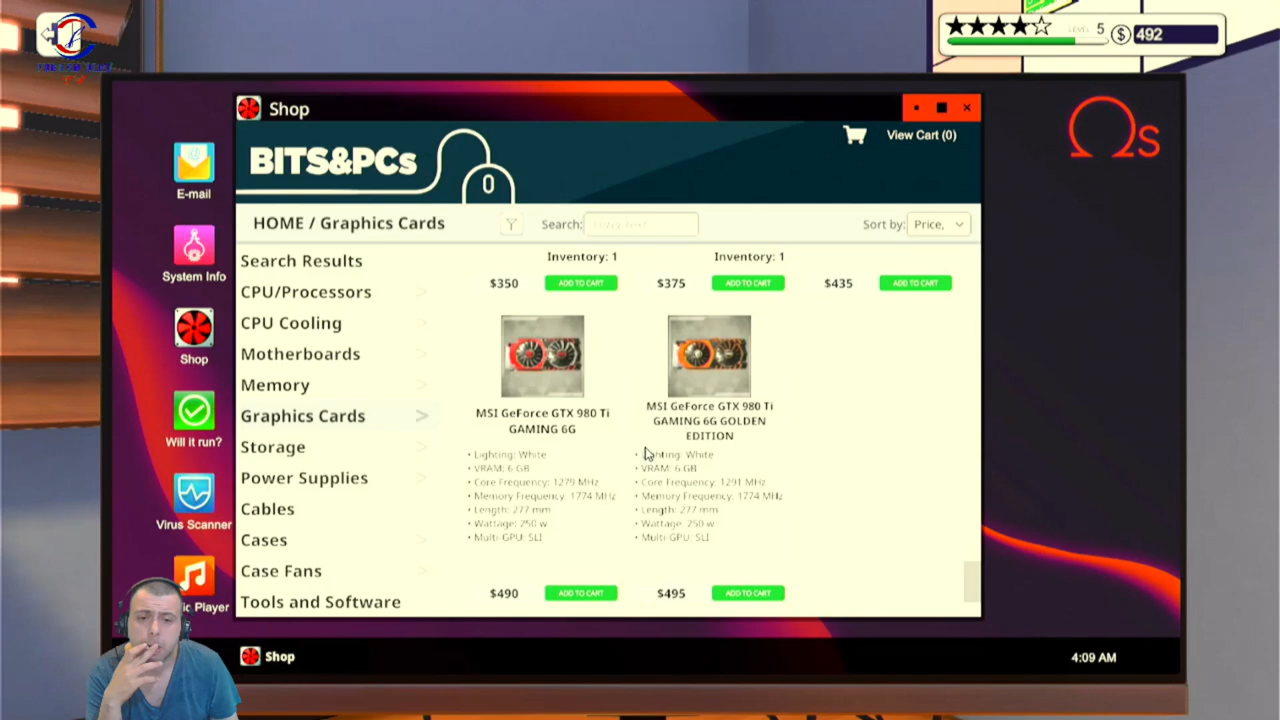 LEVEL 5
$ 492
Shop
BITS&PCs
View Cart (0)
E-mail
HOME / Graphics Cards
Search:
Sort by: Price,
System Info
Search Results
Inventory: 1
Inventory: 1
CPU/Processors
$350
ADD TO CART
$375
ADD TO CART
$435
ADD TO CART
CPU Cooling
Shop
Motherboards
Memory
Graphics Cards
MSI GeForce GTX 980 Ti
GAMING 6G
MSI GeForce GTX 980 Ti
GAMING 6G GOLDEN
EDITION
Will it run?
Storage
• Lighting: White
• VRAM: 6 GB
• Core Frequency: 1279 MHz
• Memory Frequency: 1774 MHz
• Length: 277 mm
• Wattage: 250 w
• Multi-GPU: SLI
• Lighting: White
• VRAM: 6 GB
• Core Frequency: 1291 MHz
• Memory Frequency: 1774 MHz
• Length: 277 mm
• Wattage: 250 w
• Multi-GPU: SLI
Power Supplies
Cables
Virus Scanner
Cases
Case Fans
$490
ADD TO CART
$495
ADD TO CART
Tools and Software
Player
Shop
4:09 AM